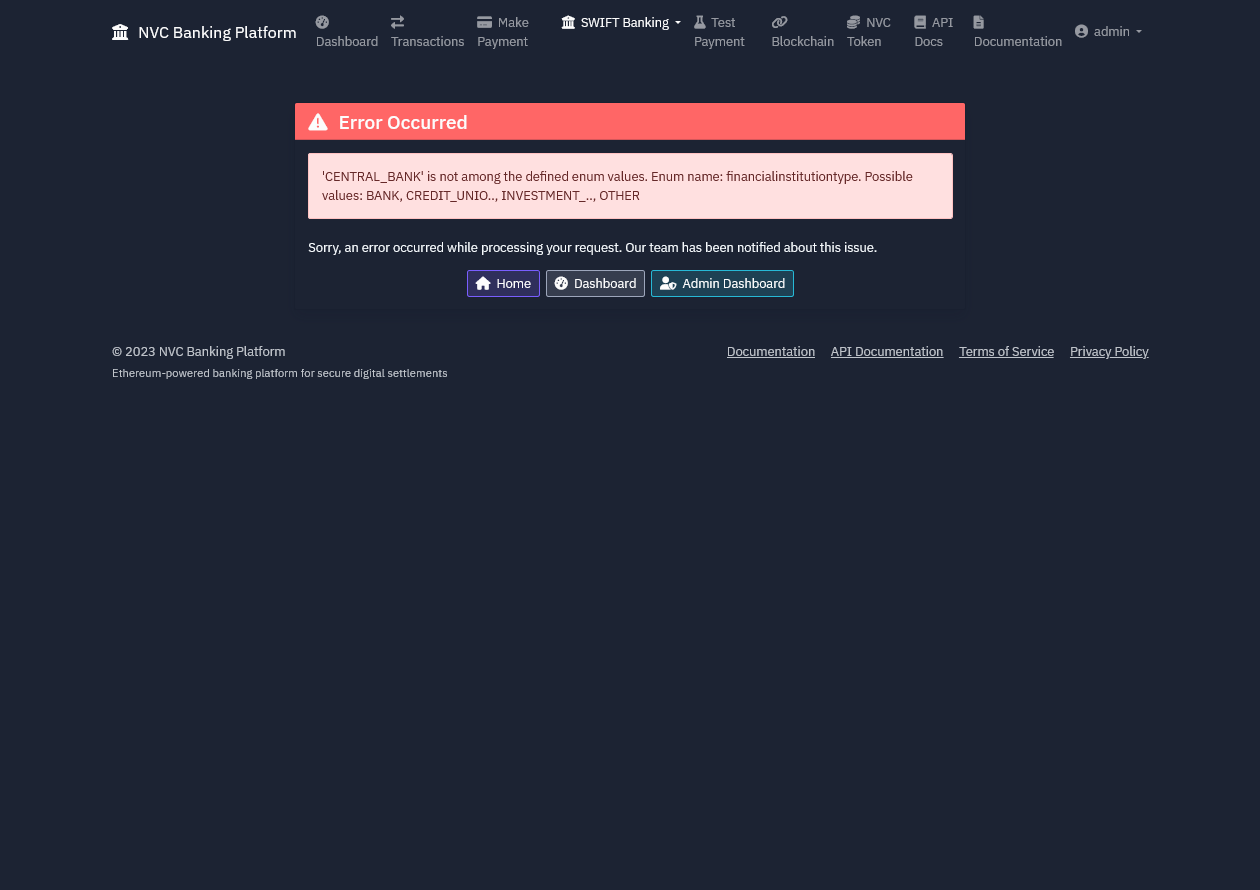 NVC Banking Platform
Dashboard
Transactions
Make
Payment
SWIFT Banking
Test
Payment
Blockchain
NVC
Token
API
Docs
Documentation
admin
Error Occurred
'CENTRAL_BANK' is not among the defined enum values. Enum name: financialinstitutiontype. Possible
values: BANK, CREDIT_UNIO.., INVESTMENT_.., OTHER
Sorry, an error occurred while processing your request. Our team has been notified about this issue.
Home
Dashboard
Admin Dashboard
© 2023 NVC Banking Platform
Documentation
API Documentation
Terms of Service
Privacy Policy
Ethereum-powered banking platform for secure digital settlements